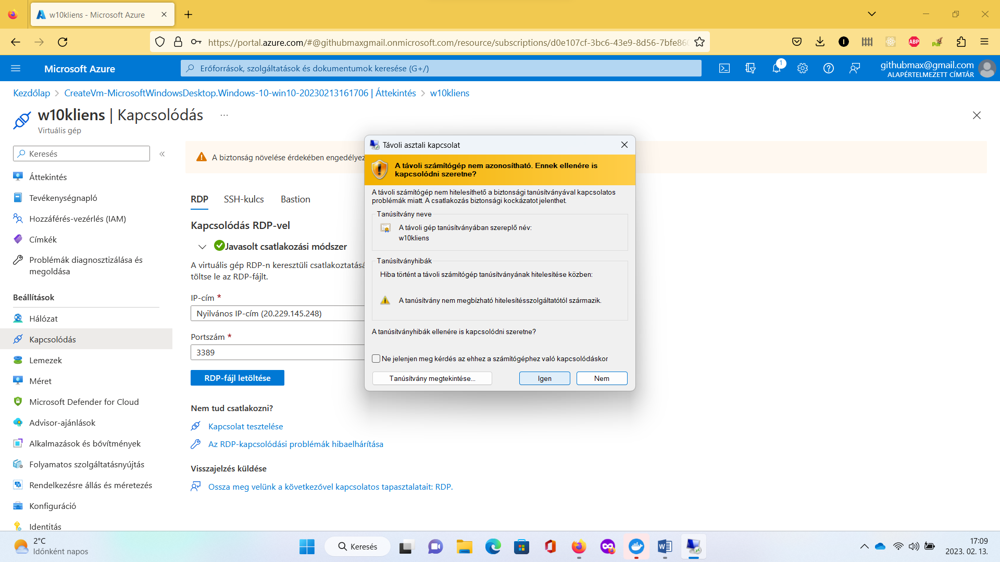 w10kliens - Microsoft Azure
https://portal.azure.com/#@githubmaxgmail.onmicrosoft.com/resource/subscriptions/d0e107cf-3bc6-43e9-8d56-7bfe860
ABP
Microsoft Azure
Erőforrások, szolgáltatások és dokumentumok keresése (G+/)
1
githubmax@gmail.com
ALAPÉRTELMEZETT CÍMTÁR
Kezdőlap > CreateVm-MicrosoftWindowsDesktop.Windows-10-win10-20230213161706 | Áttekintés > w10kliens
w10kliens | Kapcsolódás ...
Virtuális gép
Keresés
Áttekintés
Tevékenységnapló
Hozzáférés-vezérlés (IAM)
Címkék
Problémák diagnosztizálása és
megoldása
Beállítások
Hálózat
Kapcsolódás
Lemezek
Méret
Microsoft Defender for Cloud
Advisor-ajánlások
Alkalmazások és bővítmények
Folyamatos szolgáltatásnyújtás
Rendelkezésre állás és méretezés
Konfiguráció
Identitás
A biztonság növelése érdekében engedélyez
RDP
SSH-kulcs
Bastion
Kapcsolódás RDP-vel
Javasolt csatlakozási módszer
A virtuális gép RDP-n keresztüli csatlakoztatásá
töltse le az RDP-fájlt.
IP-cím *
Nyilvános IP-cím (20.229.145.248)
Portszám *
3389
RDP-fájl letöltése
Nem tud csatlakozni?
Kapcsolat tesztelése
Az RDP-kapcsolódási problémák hibaelhárítása
Visszajelzés küldése
Ossza meg velünk a következővel kapcsolatos tapasztalatait: RDP.
Távoli asztali kapcsolat
A távoli számítógép nem azonosítható. Ennek ellenére is
kapcsolódni szeretne?
A távoli számítógép nem hitelesíthető a biztonsági tanúsítványával kapcsolatos
problémák miatt. A csatlakozás biztonsági kockázatot jelenthet.
Tanúsítvány neve
A távoli gép tanúsítványában szereplő név:
w10kliens
Tanúsítványhibák
Hiba történt a távoli számítógép tanúsítványának hitelesítése közben:
A tanúsítvány nem megbízható hitelesítésszolgáltatótól származik.
A tanúsítványhibák ellenére is kapcsolódni szeretne?
Ne jelenjen meg kérdés az ehhez a számítógéphez való kapcsolódáskor
Tanúsítvány megtekintése...
Igen
Nem
2°C
Időnként napos
Keresés
17:09
2023. 02. 13.